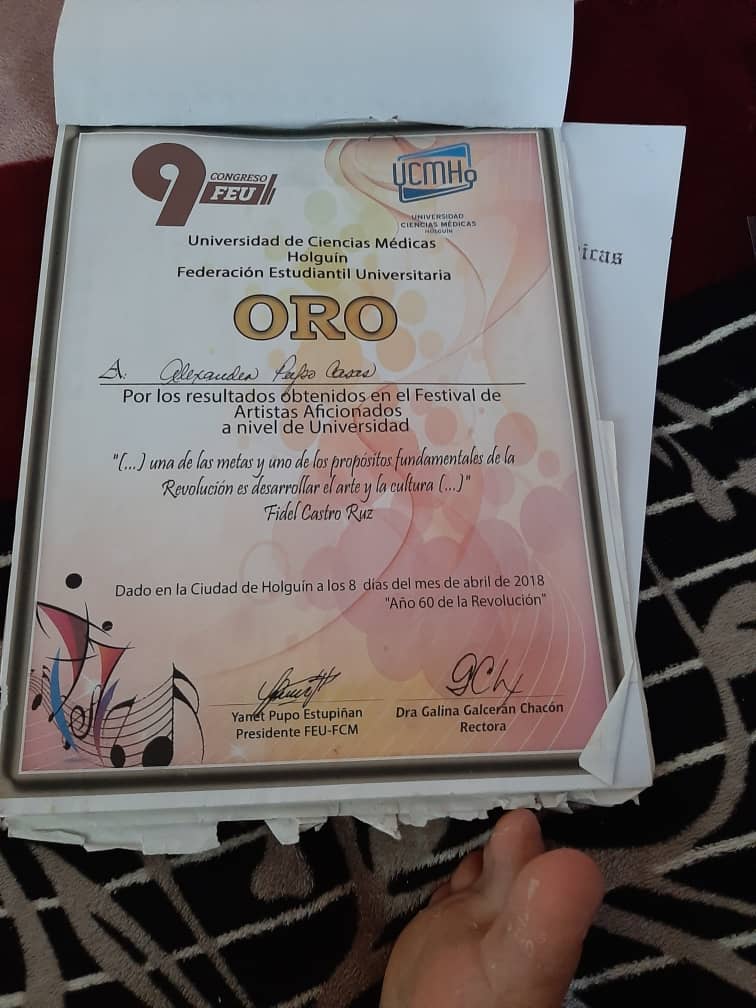 9 CONGRESO
FEU
UCMHo
UNIVERSIDAD
CIENCIAS MÉDICAS
HOLGUÍN
Universidad de Ciencias Médicas
Holguín
Federación Estudiantil Universitaria
ORO
A: Alexander Pupo Casas
Por los resultados obtenidos en el Festival de
Artistas Aficionados
a nivel de Universidad
"(...) una de las metas y uno de los propósitos fundamentales de la
Revolución es desarrollar el arte y la cultura (...)"
Fidel Castro Ruz
Dado en la Ciudad de Holguín a los 8 días del mes de abril de 2018
"Año 60 de la Revolución"
Yanet Pupo Estupiñan
Presidente FEU-FCM
Dra Galina Galcerán Chacón
Rectora
icas